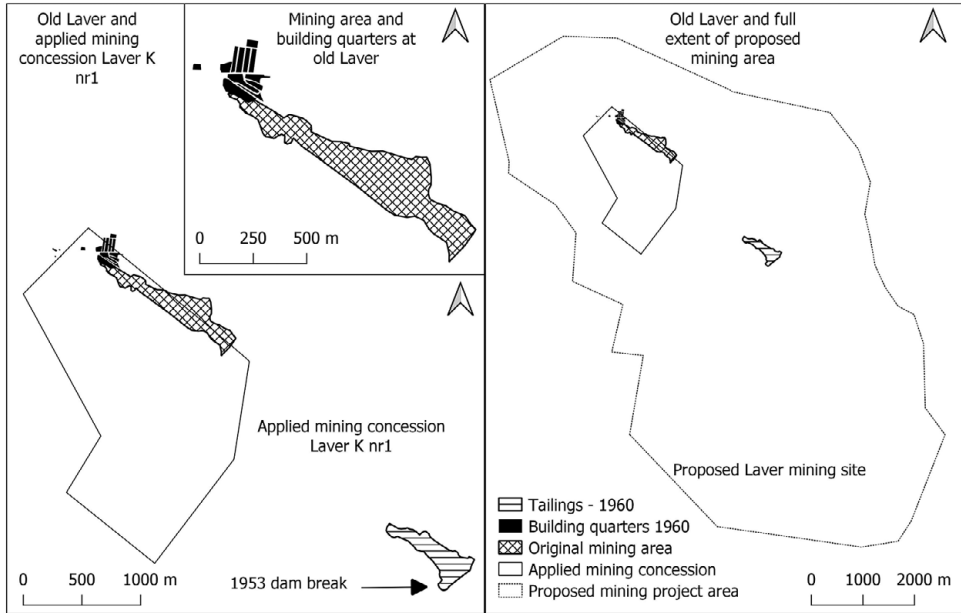 Old Laver and
applied mining
concession Laver K
nr1
Mining area and
building quarters at
old Laver
0 250 500 m
Applied mining concession
Laver K nr1
1953 dam break
0 500 1000 m
Old Laver and full
extent of proposed
mining area
Proposed Laver mining site
Tailings - 1960
Building quarters 1960
Original mining area
Applied mining concession
Proposed mining project area
0 1000 2000 m